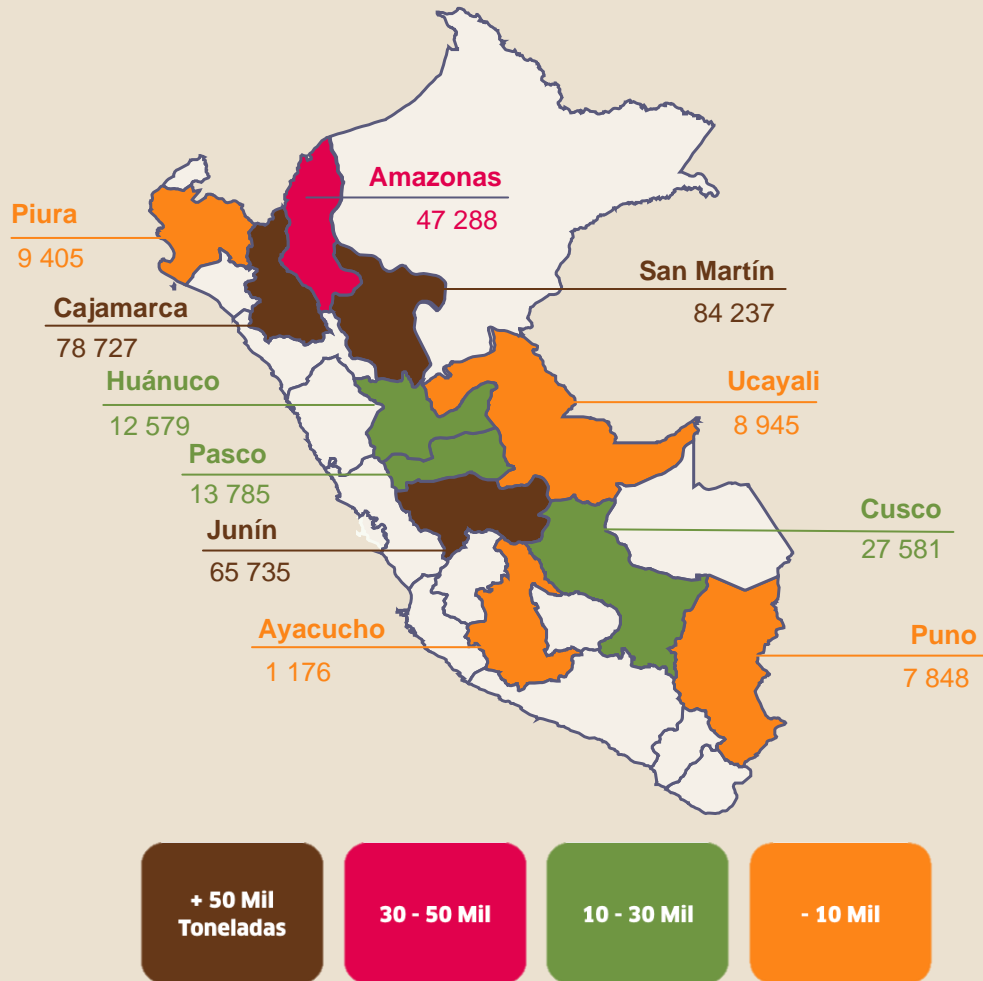 Amazonas
47 288
Piura
9 405
San Martín
84 237
Cajamarca
78 727
Huánuco
12 579
Ucayali
8 945
Pasco
13 785
Cusco
27 581
Junín
65 735
Ayacucho
1 176
Puno
7 848
+ 50 Mil
Toneladas
30 - 50 Mil
10 - 30 Mil
- 10 Mil